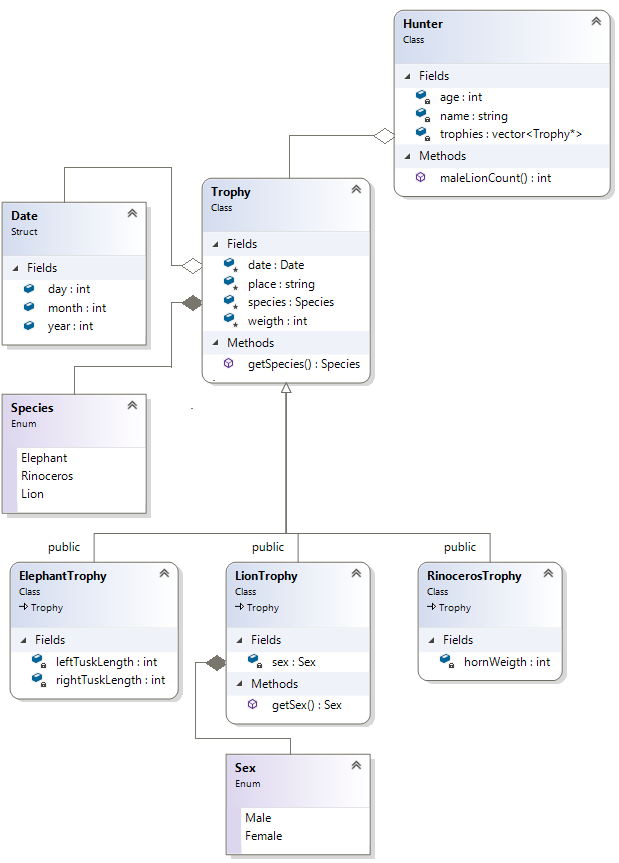 Hunter
Class
Fields
age : int
name : string
trophies : vector<Trophy*>
Methods
maleLionCount() : int
Trophy
Class
Fields
date : Date
place : string
species : Species
weigth : int
Methods
getSpecies() : Species
Date
Struct
Fields
day : int
month : int
year : int
Species
Enum
Elephant
Rinoceros
Lion
public
public
public
ElephantTrophy
Class
Trophy
Fields
leftTuskLength : int
rightTuskLength : int
LionTrophy
Class
Trophy
Fields
sex : Sex
Methods
getSex() : Sex
RinocerosTrophy
Class
Trophy
Fields
hornWeigth : int
Sex
Enum
Male
Female